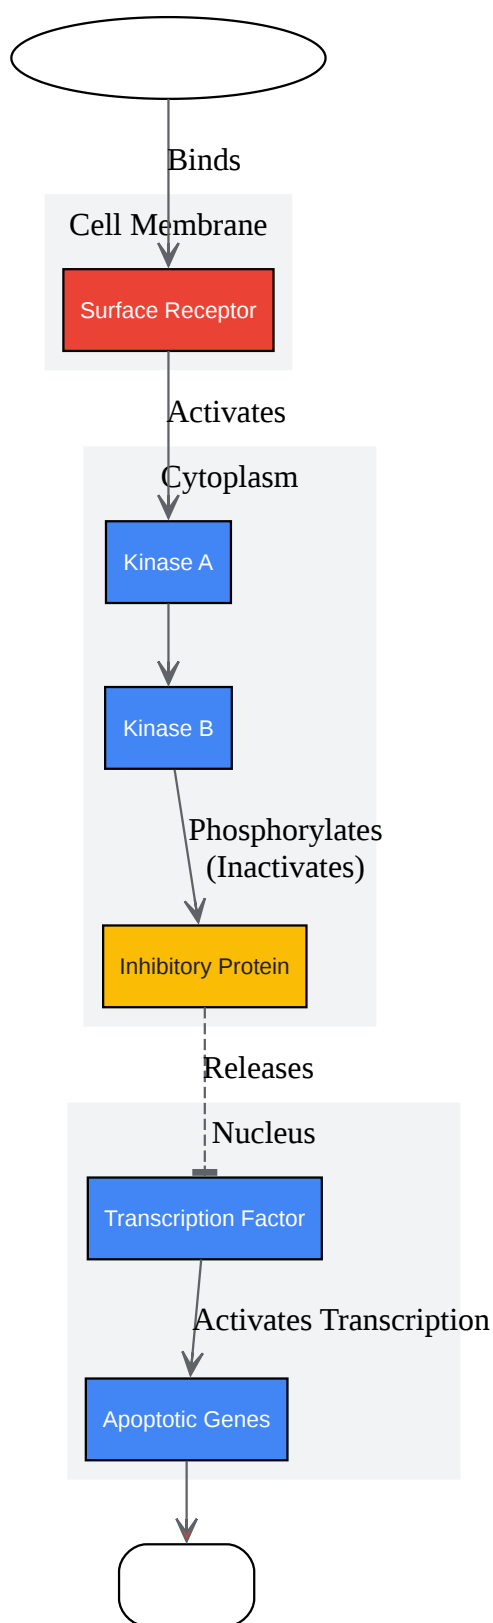 Binds
Cell Membrane
Surface Receptor
Activates
Cytoplasm
Kinase A
Kinase B
Phosphorylates
(Inactivates)
Inhibitory Protein
Releases
Nucleus
Transcription Factor
Activates Transcription
Apoptotic Genes